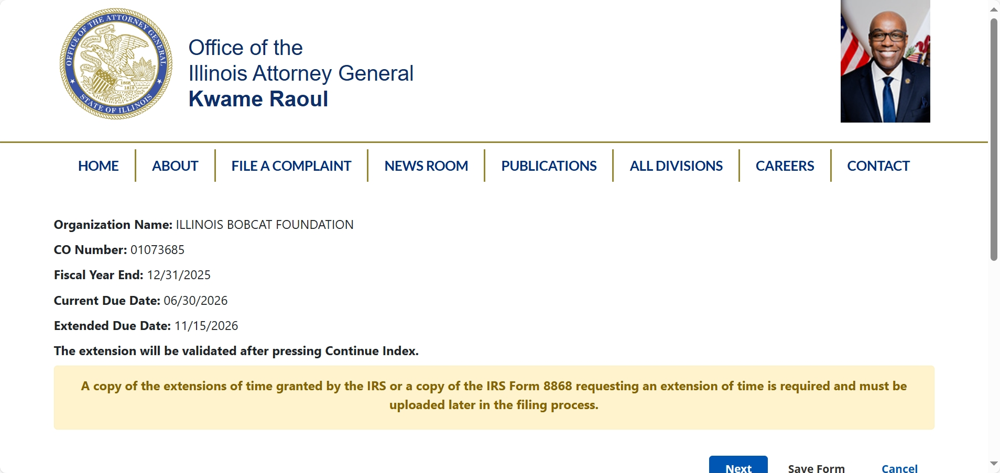 OFFICE OF THE ATTORNEY GENERAL
STATE OF ILLINOIS
UNION
NATIONAL
STATE
1868
1818
Office of the
Illinois Attorney General
Kwame Raoul
HOME
ABOUT
FILE A COMPLAINT
NEWS ROOM
PUBLICATIONS
ALL DIVISIONS
CAREERS
CONTACT
Organization Name: ILLINOIS BOBCAT FOUNDATION
CO Number: 01073685
Fiscal Year End: 12/31/2025
Current Due Date: 06/30/2026
Extended Due Date: 11/15/2026
The extension will be validated after pressing Continue Index.
A copy of the extensions of time granted by the IRS or a copy of the IRS Form 8868 requesting an extension of time is required and must be
uploaded later in the filing process.
Next
Save Form
Cancel